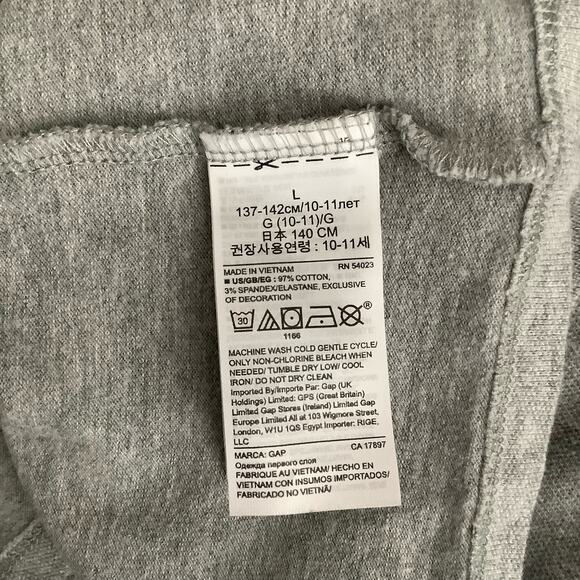 L
137-142см/10-11лет
G (10-11)/G
日本 140 CM
권장사용연령 : 10-11세
MADE IN VIETNAM RN 54023
■ US/GB/EG : 97% COTTON,
3% SPANDEX/ELASTANE, EXCLUSIVE
OF DECORATION
30 ®
1166
MACHINE WASH COLD GENTLE CYCLE/
ONLY NON-CHLORINE BLEACH WHEN
NEEDED/ TUMBLE DRY LOW/ COOL
IRON/ DO NOT DRY CLEAN
Imported By/Importe Par: Gap (UK
Holdings) Limited: GPS (Great Britain)
Limited Gap Stores (Ireland) Limited Gap
Europe Limited All at 103 Wigmore Street,
London, W1U 1QS Egypt Importer: RIGE,
LLC
MARCA: GAP CA 17897
Одежда первого слоя
FABRIQUÉ AU VIETNAM/ HECHO EN
VIETNAM CON INSUMOS IMPORTADOS/
FABRICADO NO VIETNÃ/